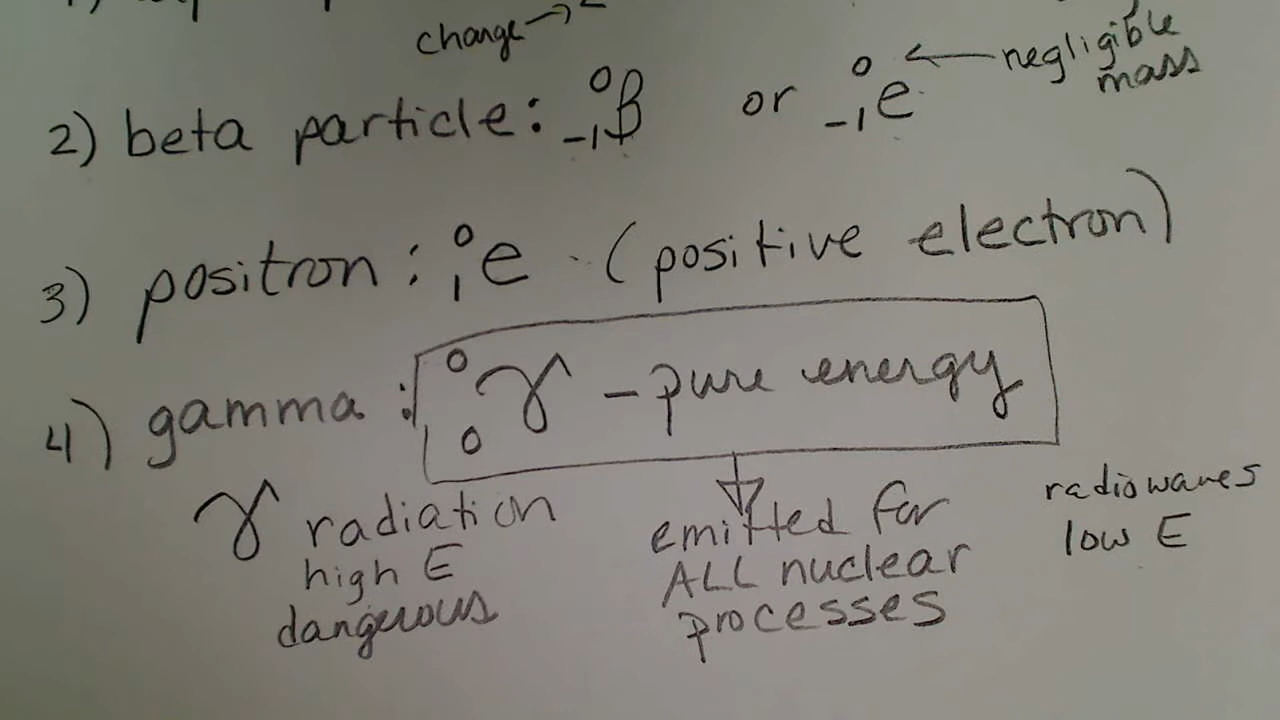 change →
2) beta particle: ⁰₋₁β or ⁰₋₁e ← negligible mass
3) positron: ⁰₁e (positive electron)
4) gamma: ⁰₀γ - pure energy
γ radiation
high E
dangerous
emitted for
ALL nuclear
processes
radiowaves
low E